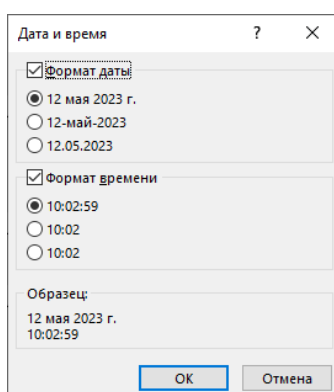 Дата и время ? ✕
Формат даты
12 мая 2023 г.
12-май-2023
12.05.2023
Формат времени
10:02:59
10:02
10:02
Образец:
12 мая 2023 г.
10:02:59
ОК Отмена